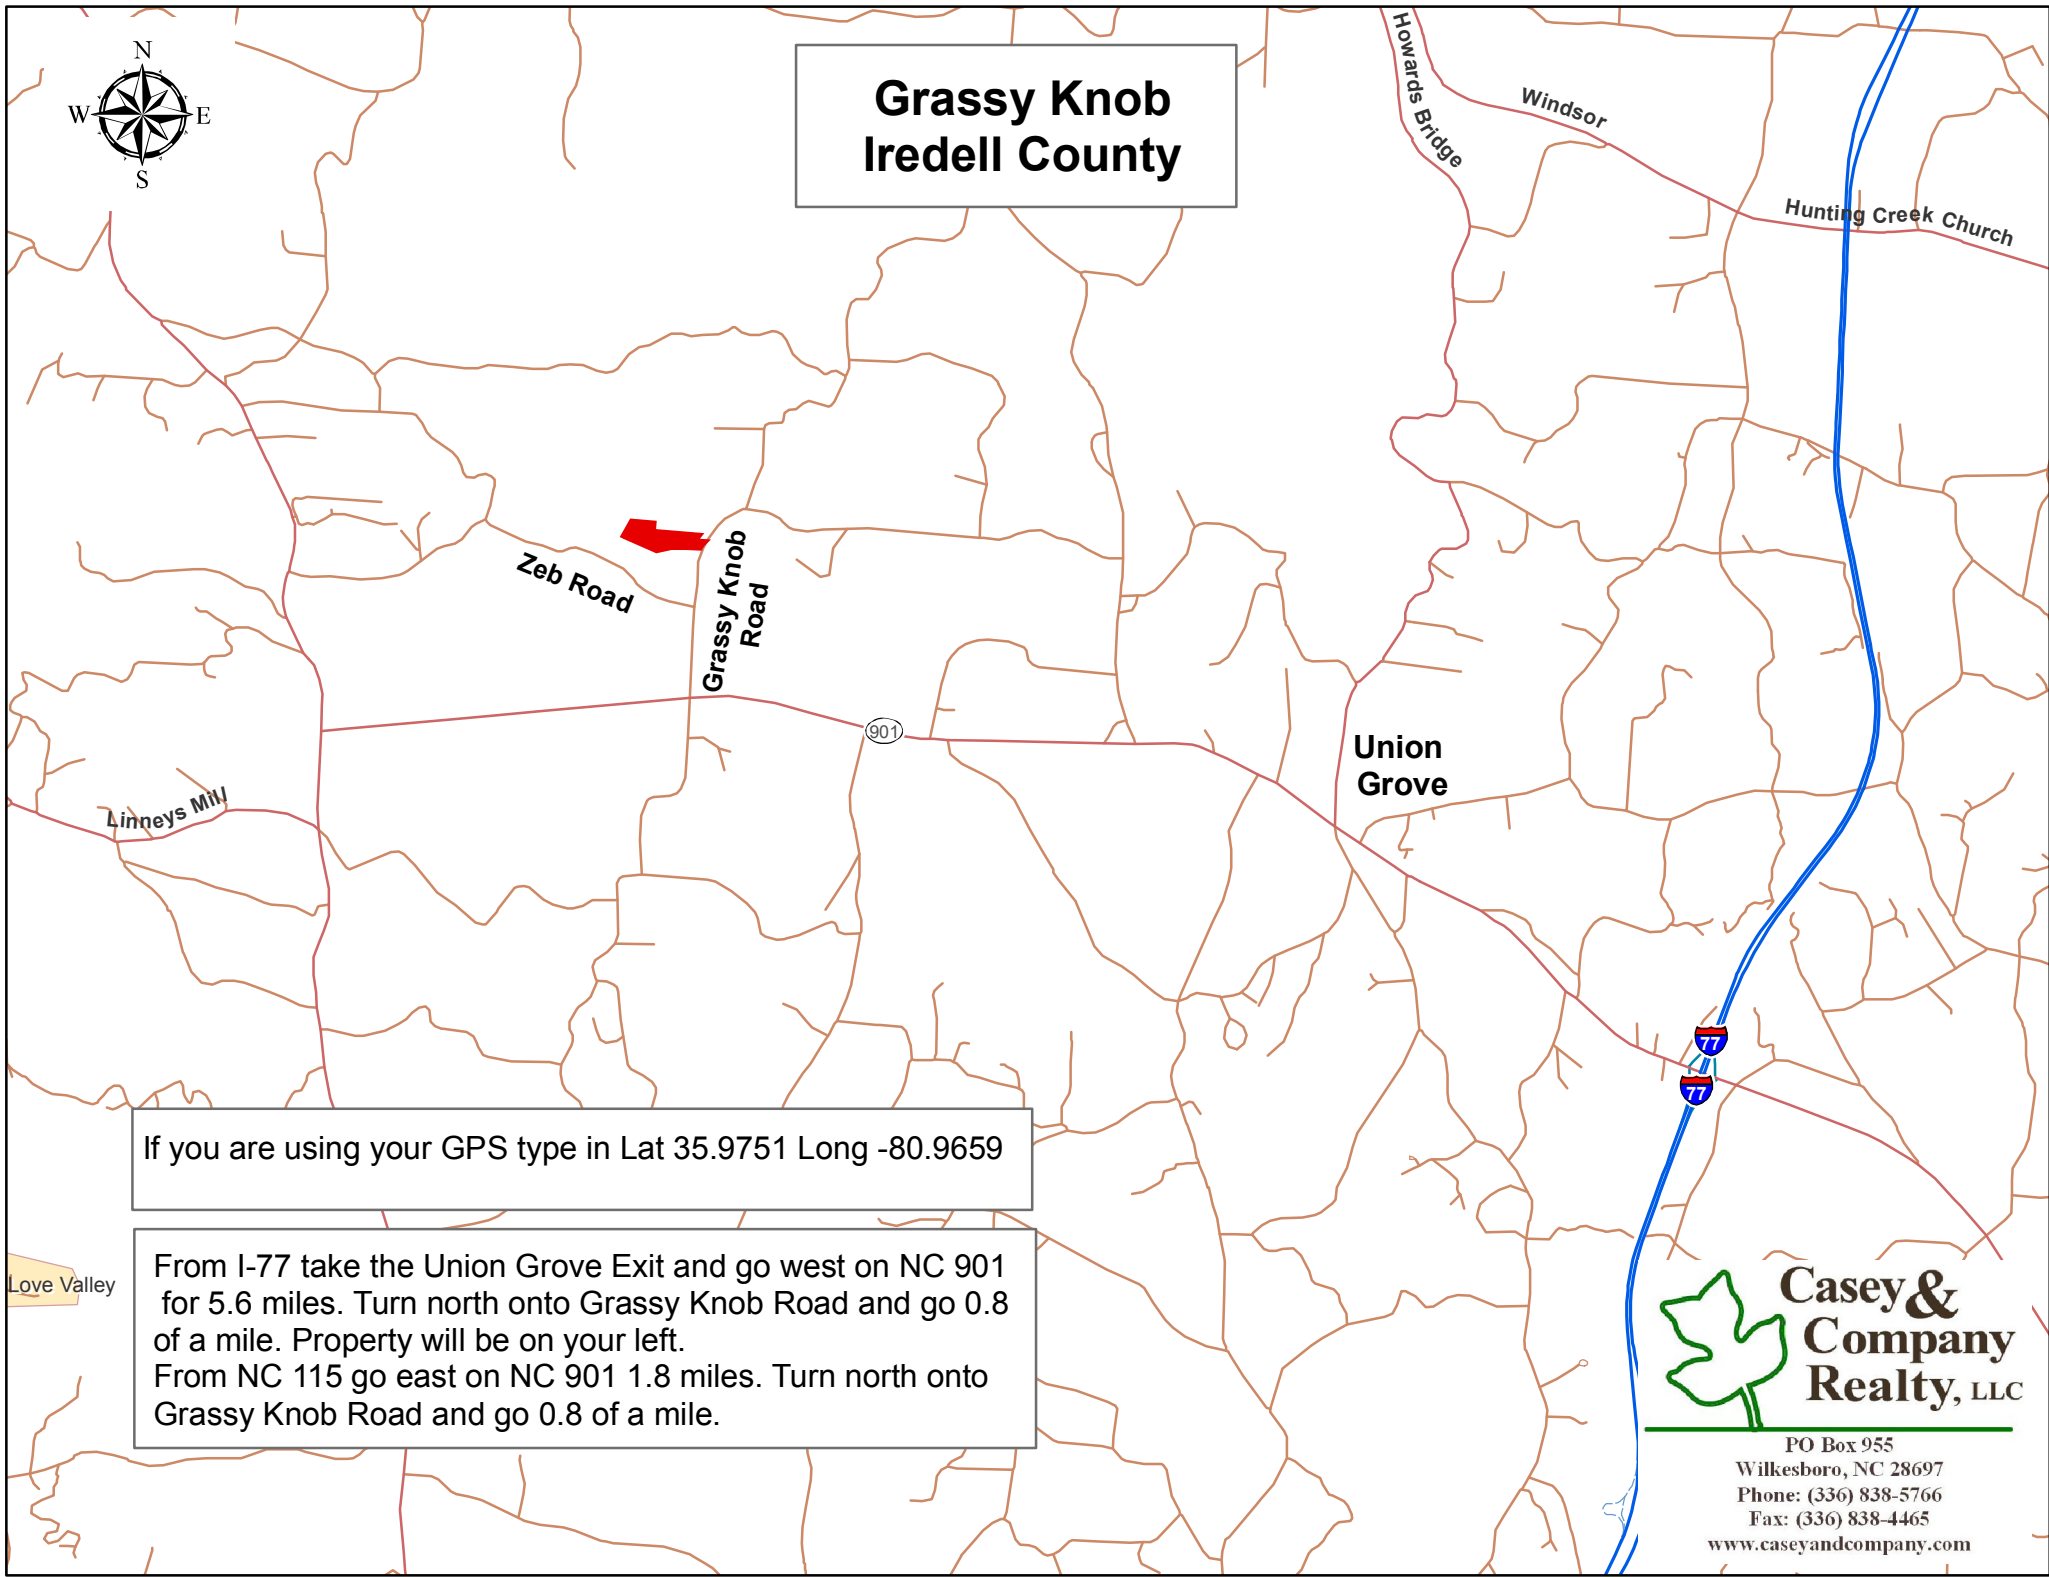 N
W E
S
Grassy Knob
Iredell County
Howards Bridge
Windsor
Hunting Creek Church
Zeb Road
Grassy Knob
Road
901
Union
Grove
Linneys Mill
77
77
If you are using your GPS type in Lat 35.9751 Long -80.9659
Love Valley
From I-77 take the Union Grove Exit and go west on NC 901
for 5.6 miles. Turn north onto Grassy Knob Road and go 0.8
of a mile. Property will be on your left.
From NC 115 go east on NC 901 1.8 miles. Turn north onto
Grassy Knob Road and go 0.8 of a mile.
Casey &
Company
Realty, LLC
PO Box 955
Wilkesboro, NC 28697
Phone: (336) 838-5766
Fax: (336) 838-4465
www.caseyandcompany.com